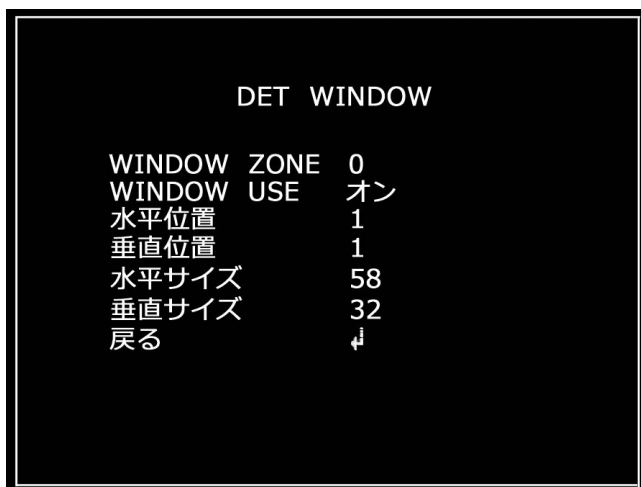 DET WINDOW
WINDOW ZONE 0
WINDOW USE オン
水平位置 1
垂直位置 1
水平サイズ 58
垂直サイズ 32
戻る ↲